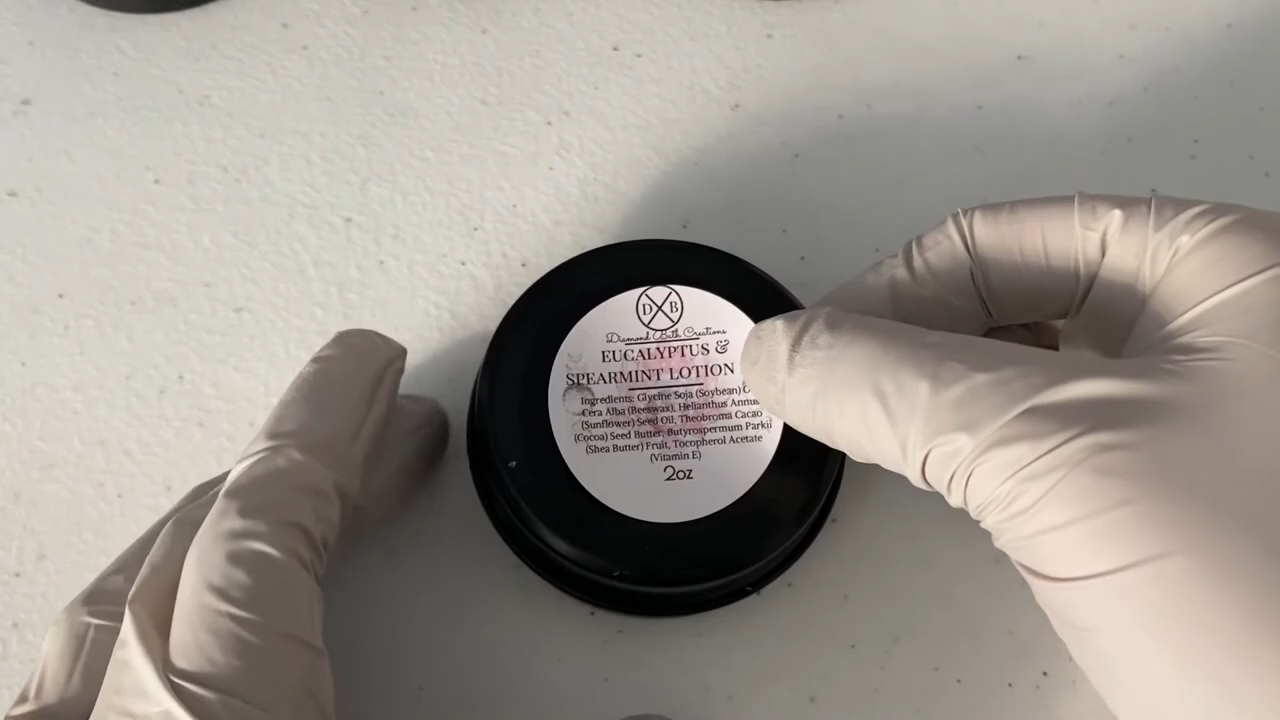 D B
Diamond Bath Creations
EUCALYPTUS &
SPEARMINT LOTION
Ingredients: Glycine Soja (Soybean)
Cera Alba (Beeswax), Helianthus
(Sunflower) Seed Oil, Theobroma Cacao
(Cocoa) Seed Butter, Butyrospermum Parkii
(Shea Butter) Fruit, Tocopherol Acetate
(Vitamin E)
2oz